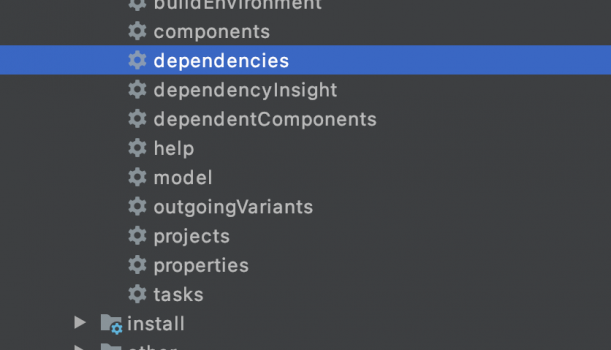 buildEnvironment
components
dependencies
dependencyInsight
dependentComponents
help
model
outgoingVariants
projects
properties
tasks
install
other